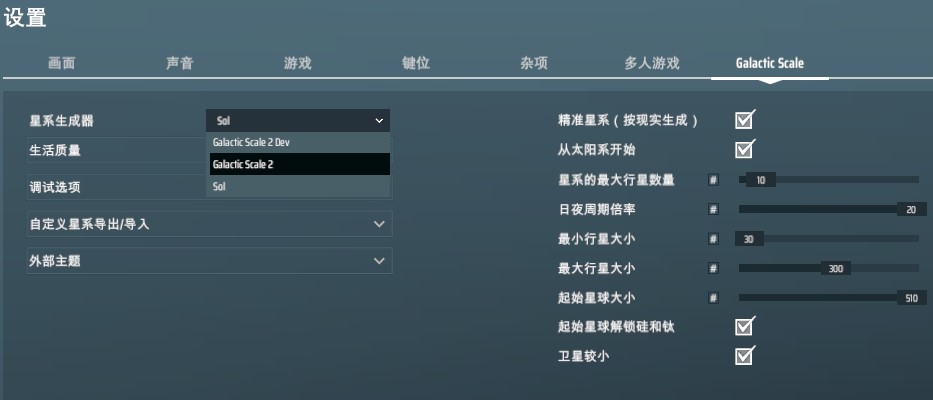 设置
画面 声音 游戏 键位 杂项 多人游戏 Galactic Scale
星系生成器 Sol
Galactic Scale 2 Dev
Galactic Scale 2
Sol
生活质量
调试选项
自定义星系导出/导入
外部主题
精准星系（按现实生成）
从太阳系开始
星系的最大行星数量 # 10
日夜周期倍率 # 20
最小行星大小 # 30
最大行星大小 # 300
起始星球大小 # 510
起始星球解锁硅和钛
卫星较小